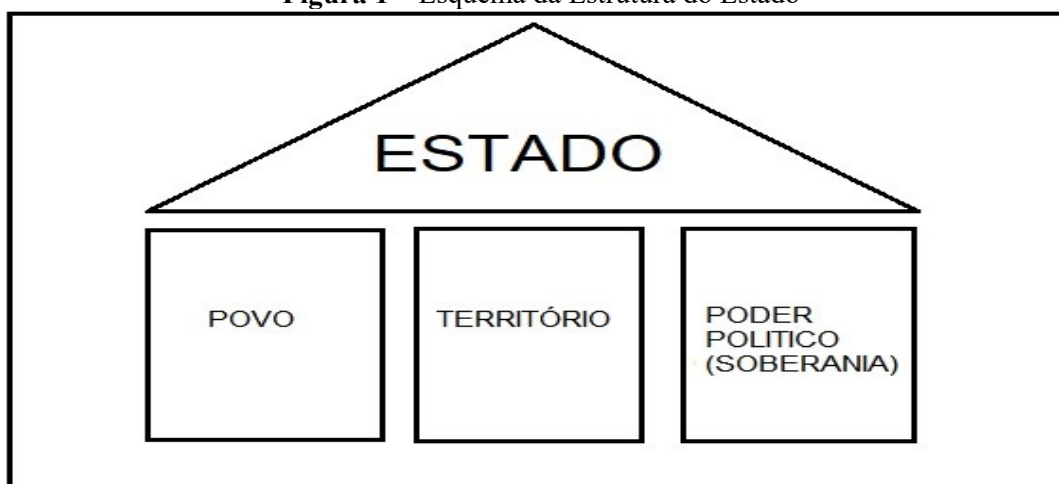 Figura 1 – Esquema da Estrutura do Estado
ESTADO
POVO
TERRITÓRIO
PODER
POLITICO
(SOBERANIA)